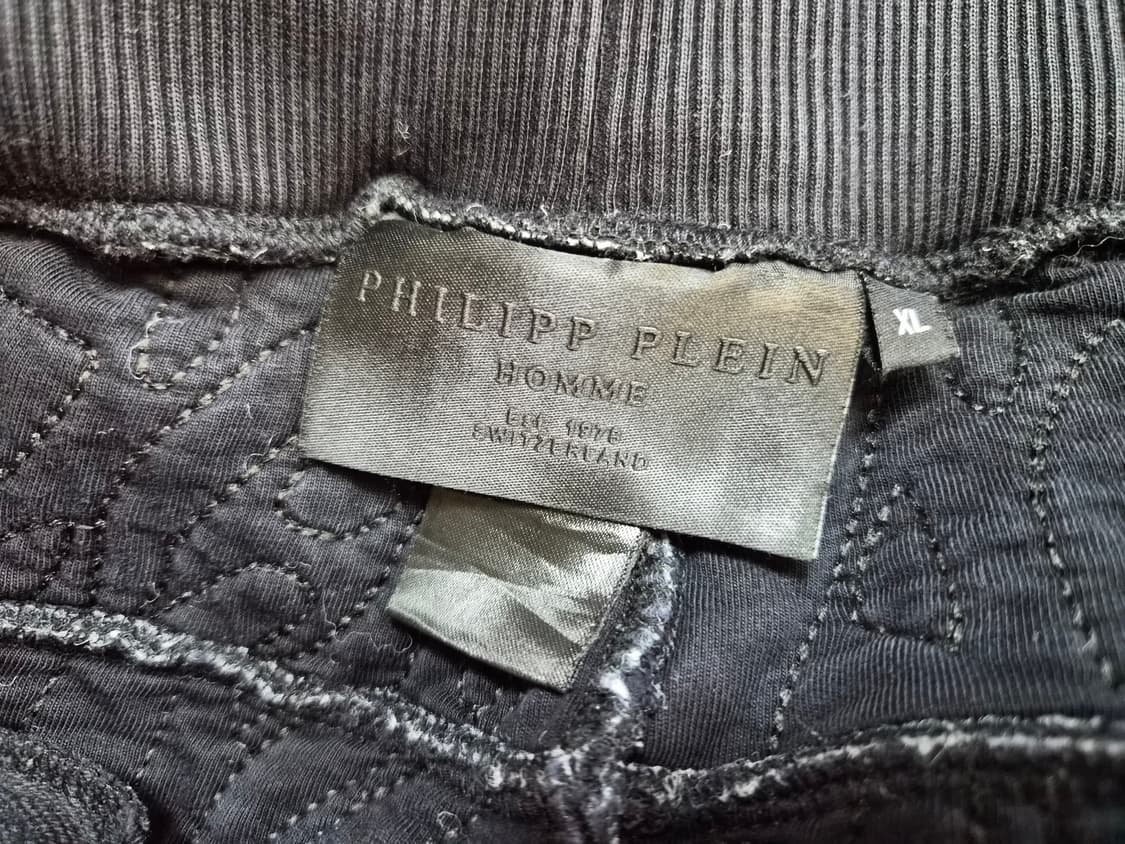 PHILIPP PLEIN
XL
HOMME
EST. 1978
SWITZERLAND